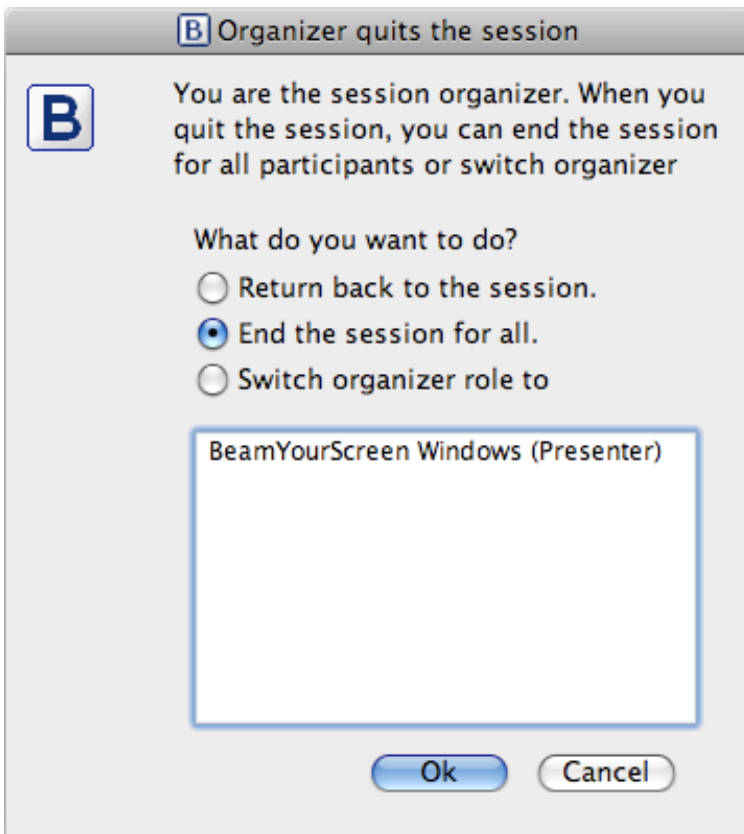 B Organizer quits the session
B
You are the session organizer. When you
quit the session, you can end the session
for all participants or switch organizer
What do you want to do?
Return back to the session.
End the session for all.
Switch organizer role to
BeamYourScreen Windows (Presenter)
Ok Cancel